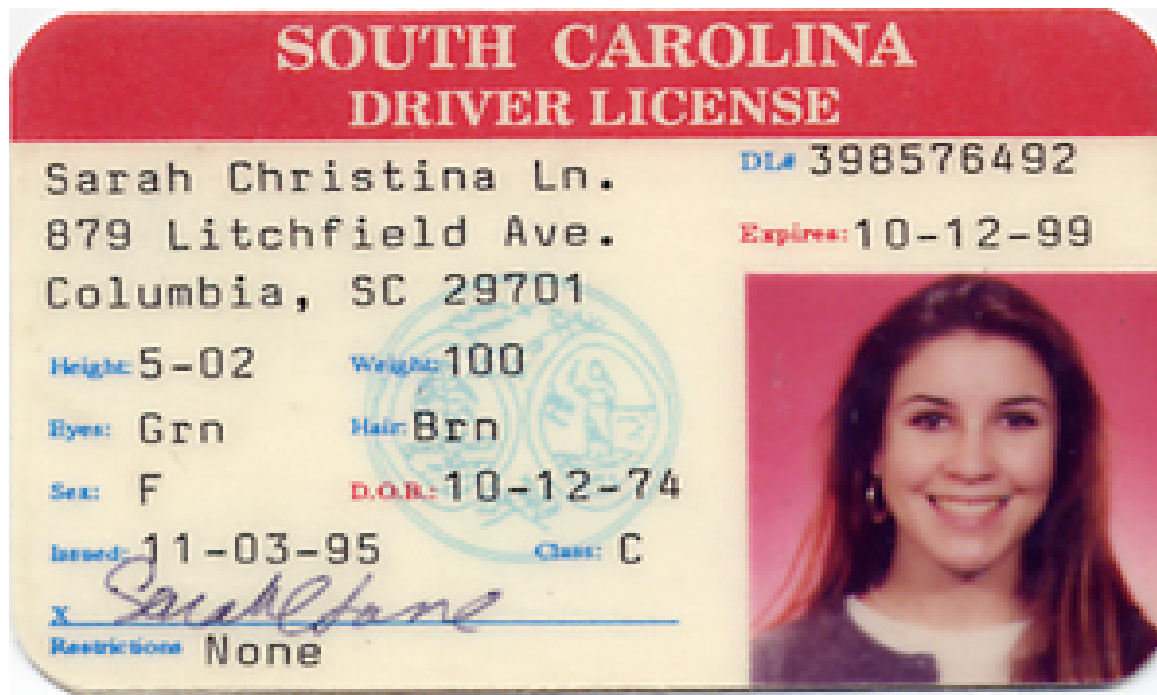 SOUTH CAROLINA
DRIVER LICENSE
Sarah Christina Ln.
879 Litchfield Ave.
Columbia, SC 29701
DL# 398576492
Expires: 10-12-99
Height: 5-02 Weight: 100
Eyes: Grn Hair: Brn
Sex: F D.O.B.: 10-12-74
Issued: 11-03-95 Class: C
X Sarah C Lane
Restrictions None